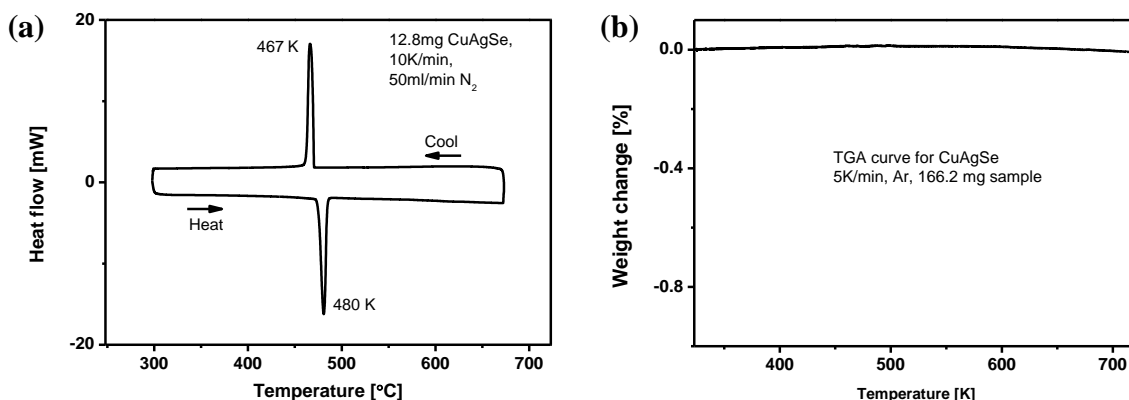 (a)
20
467 K
12.8mg CuAgSe,
10K/min,
50ml/min N₂
Cool
0
Heat
480 K
-20
300 400 500 600 700
Heat flow [mW]
Temperature [°C]
(b)
0.0
-0.4
TGA curve for CuAgSe
5K/min, Ar, 166.2 mg sample
-0.8
400 500 600 700
Weight change [%]
Temperature [K]